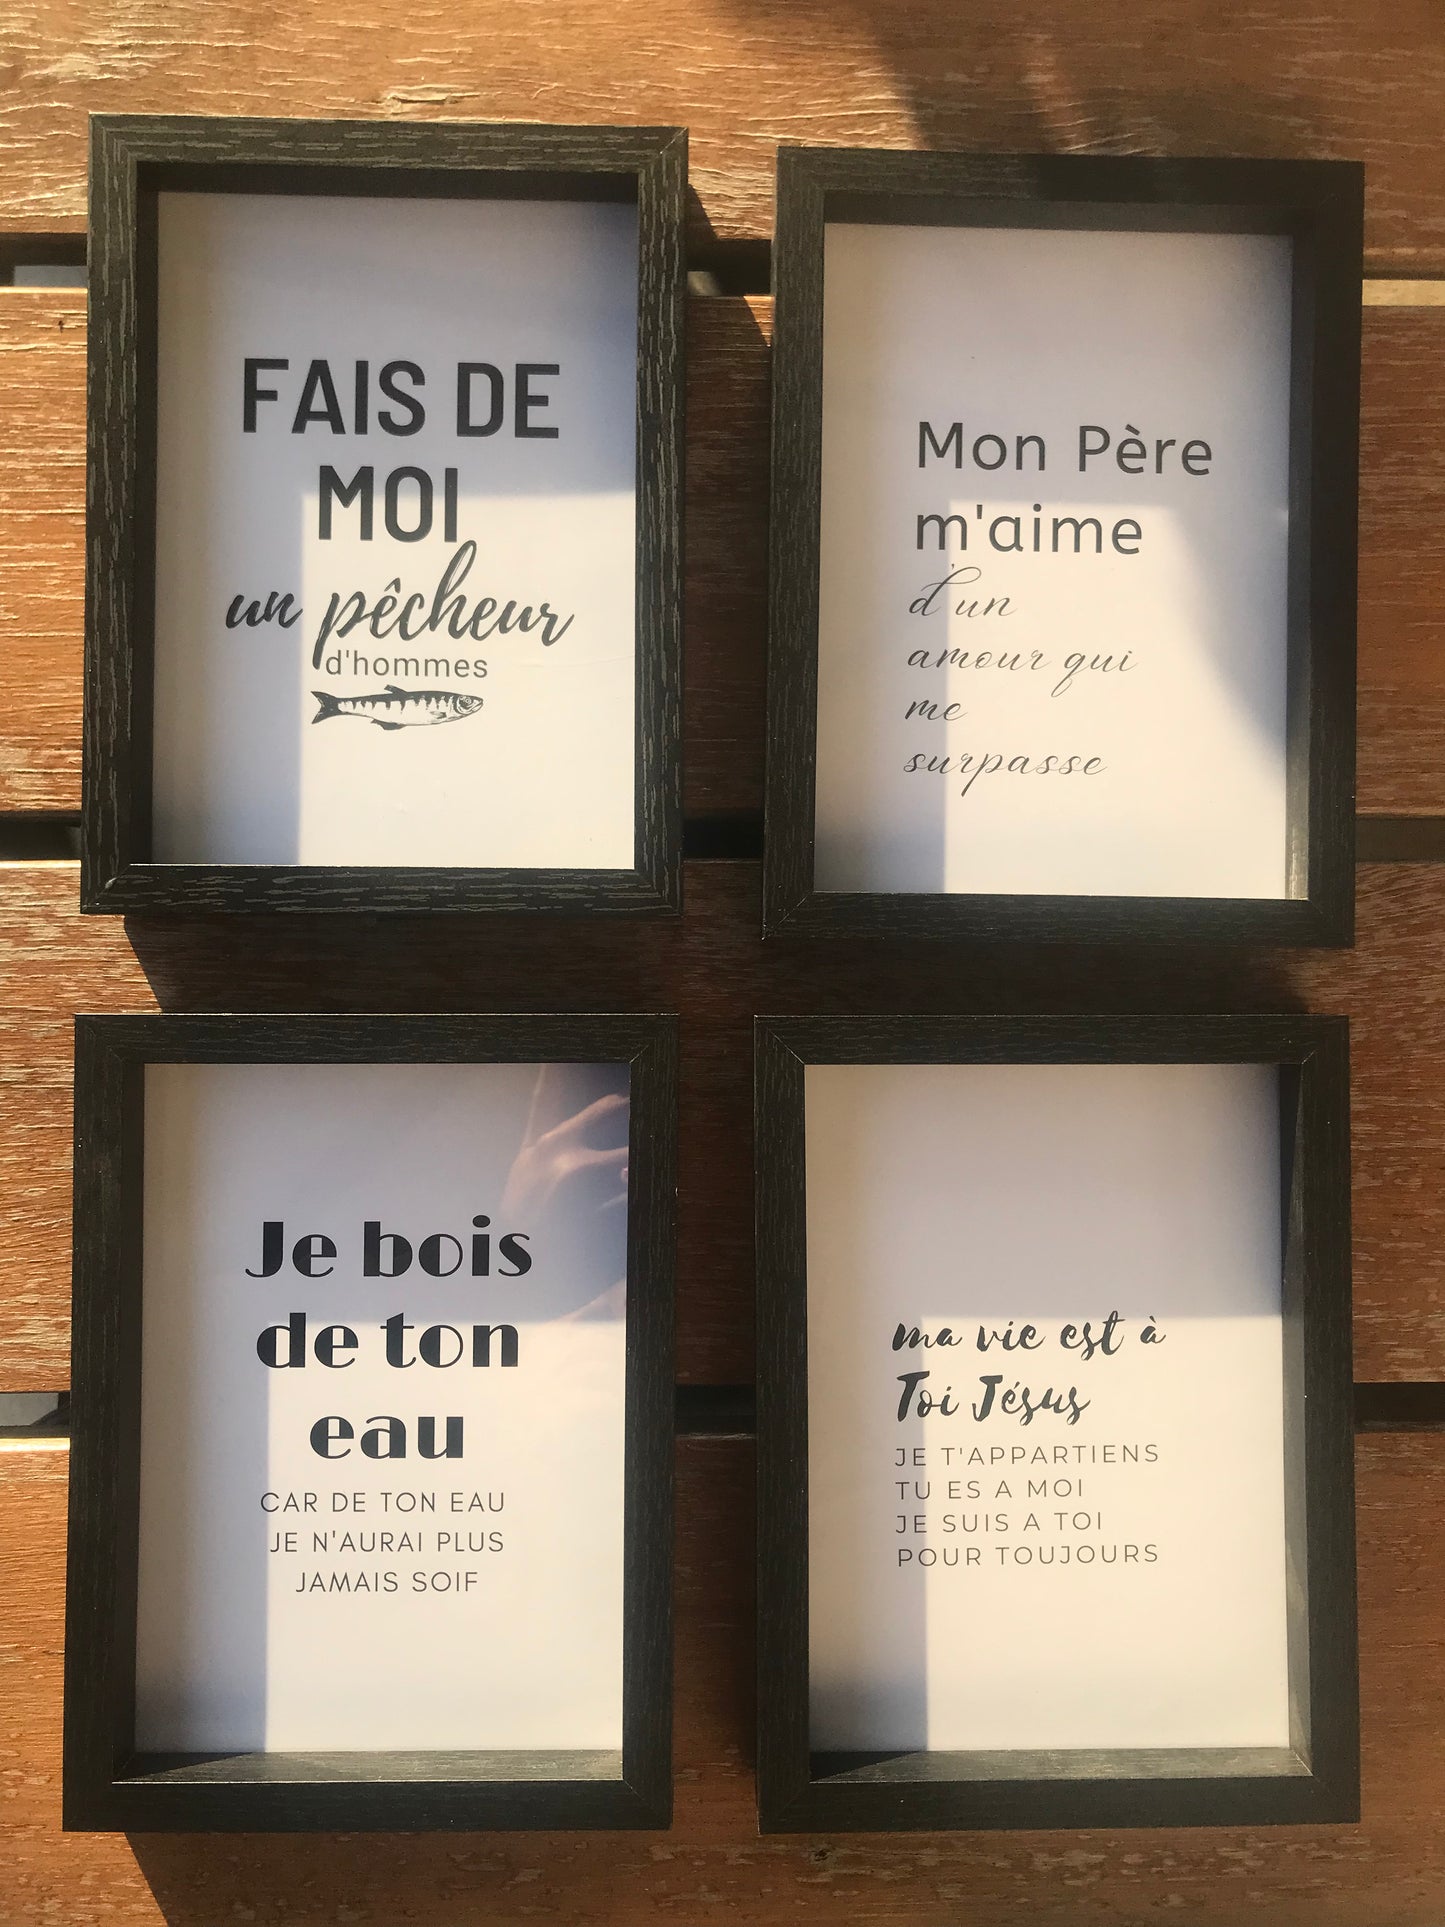 FAIS DE
MOI
un pêcheur
d'hommes
Mon Père
m'aime
d'un
amour qui
me
surpasse
Je bois
de ton
eau
CAR DE TON EAU
JE N'AURAI PLUS
JAMAIS SOIF
ma vie est à
Toi Jésus
JE T'APPARTIENS
TU ES A MOI
JE SUIS A TOI
POUR TOUJOURS